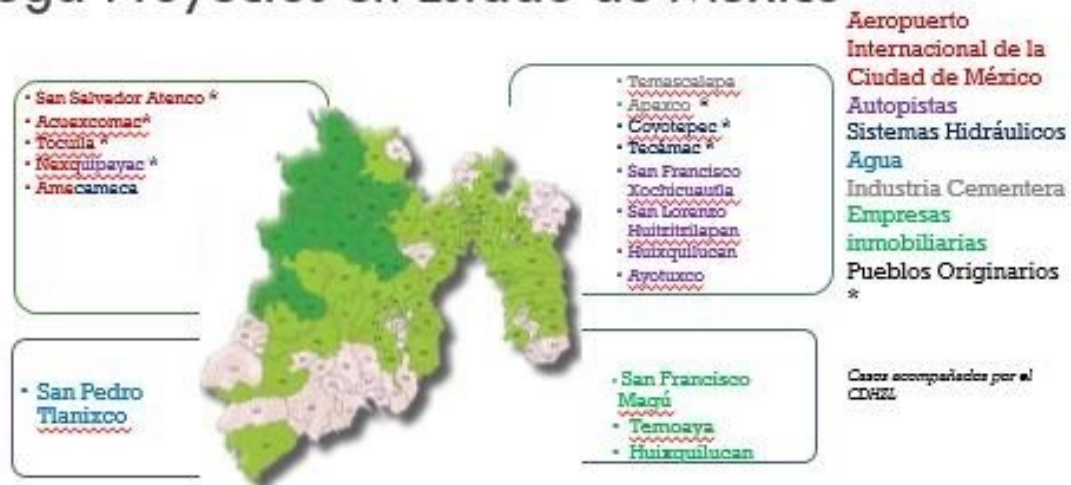 Proyectos en Estado de México
• San Salvador Atenco *
• Acuexcomac*
• Tocuila *
• Nexquipayac *
• Amecameca
• Temascalapa
• Apaxco *
• Coyotepec *
• Tecámac *
• San Francisco
Xochicuautla
• San Lorenzo
Huitzitzilapan
• Huixquilucan
• Ayotuxco
Aeropuerto
Internacional de la
Ciudad de México
Autopistas
Sistemas Hidráulicos
Agua
Industria Cementera
Empresas
inmobiliarias
Pueblos Originarios
*
• San Pedro
Tlanixco
• San Francisco
Magú
• Temoaya
• Huixquilucan
Casos acompañados por el
CDHZL